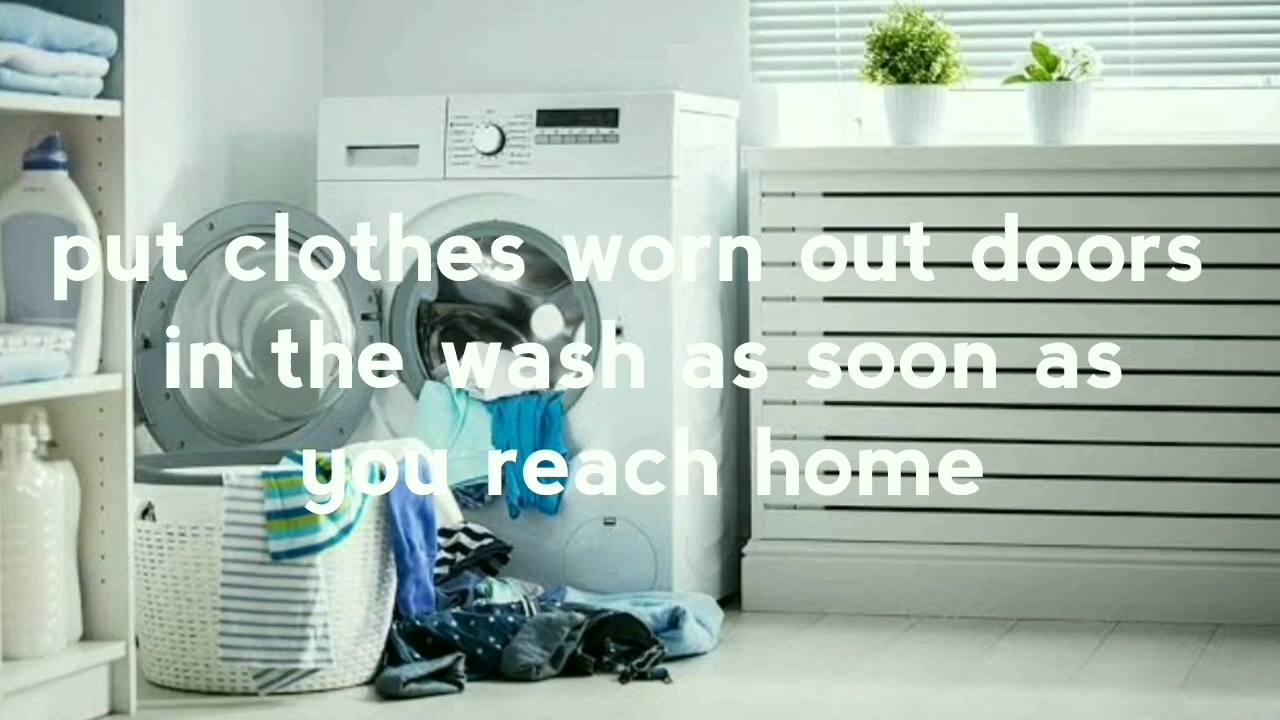 put clothes worn out doors
in the wash as soon as
you reach home